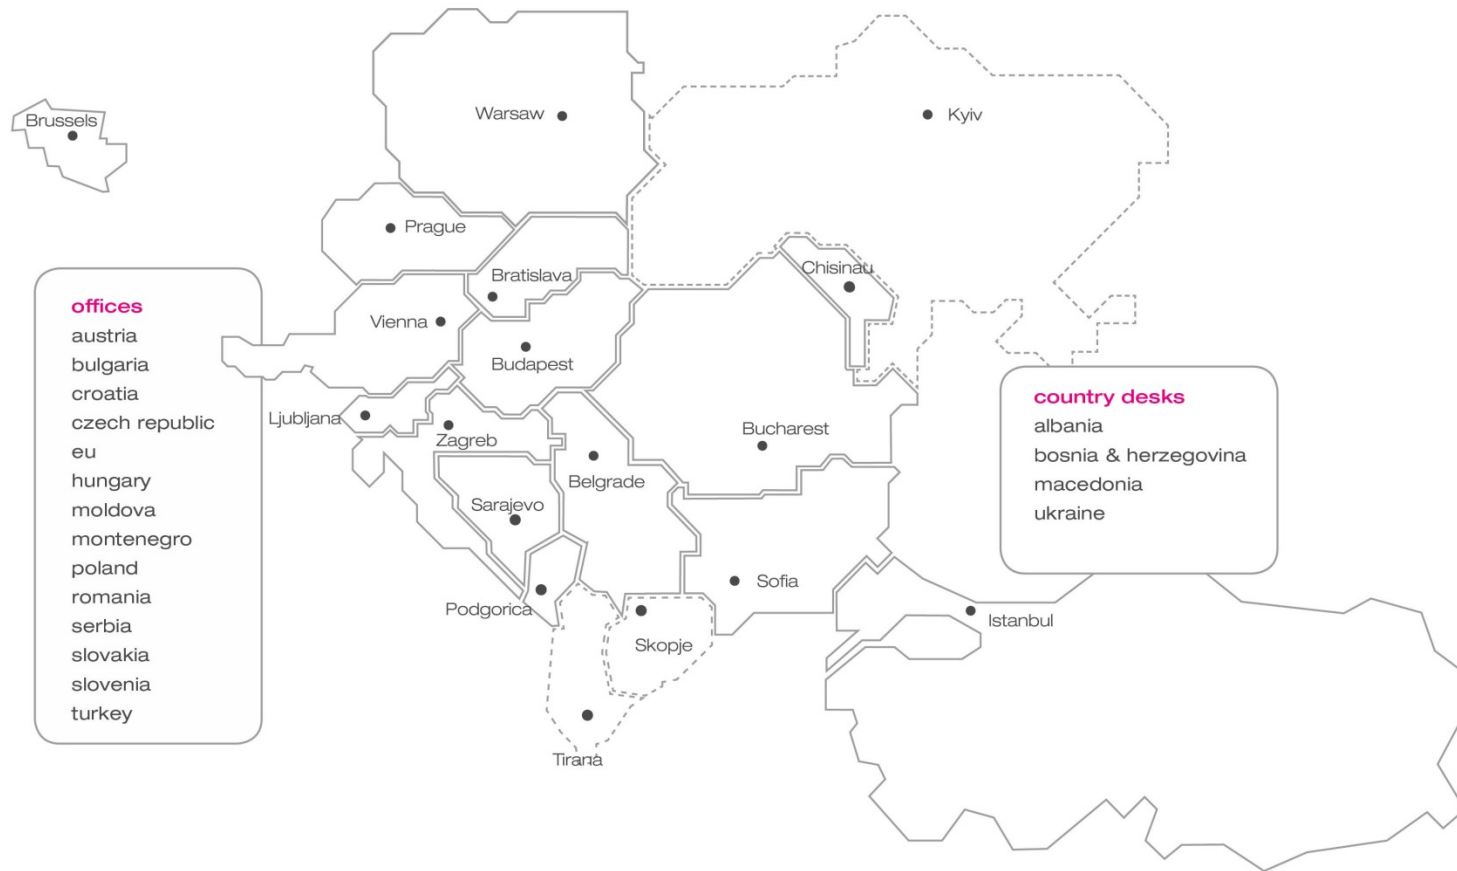 Warsaw
Kyiv
Brussels
Prague
Chisinau
Bratislava
Vienna
Budapest
Ljubljana
Zagreb
Bucharest
Belgrade
Sarajevo
Sofia
Podgorica
Istanbul
Skopje
Tirana
offices
austria
bulgaria
croatia
czech republic
eu
hungary
moldova
montenegro
poland
romania
serbia
slovakia
slovenia
turkey
country desks
albania
bosnia & herzegovina
macedonia
ukraine